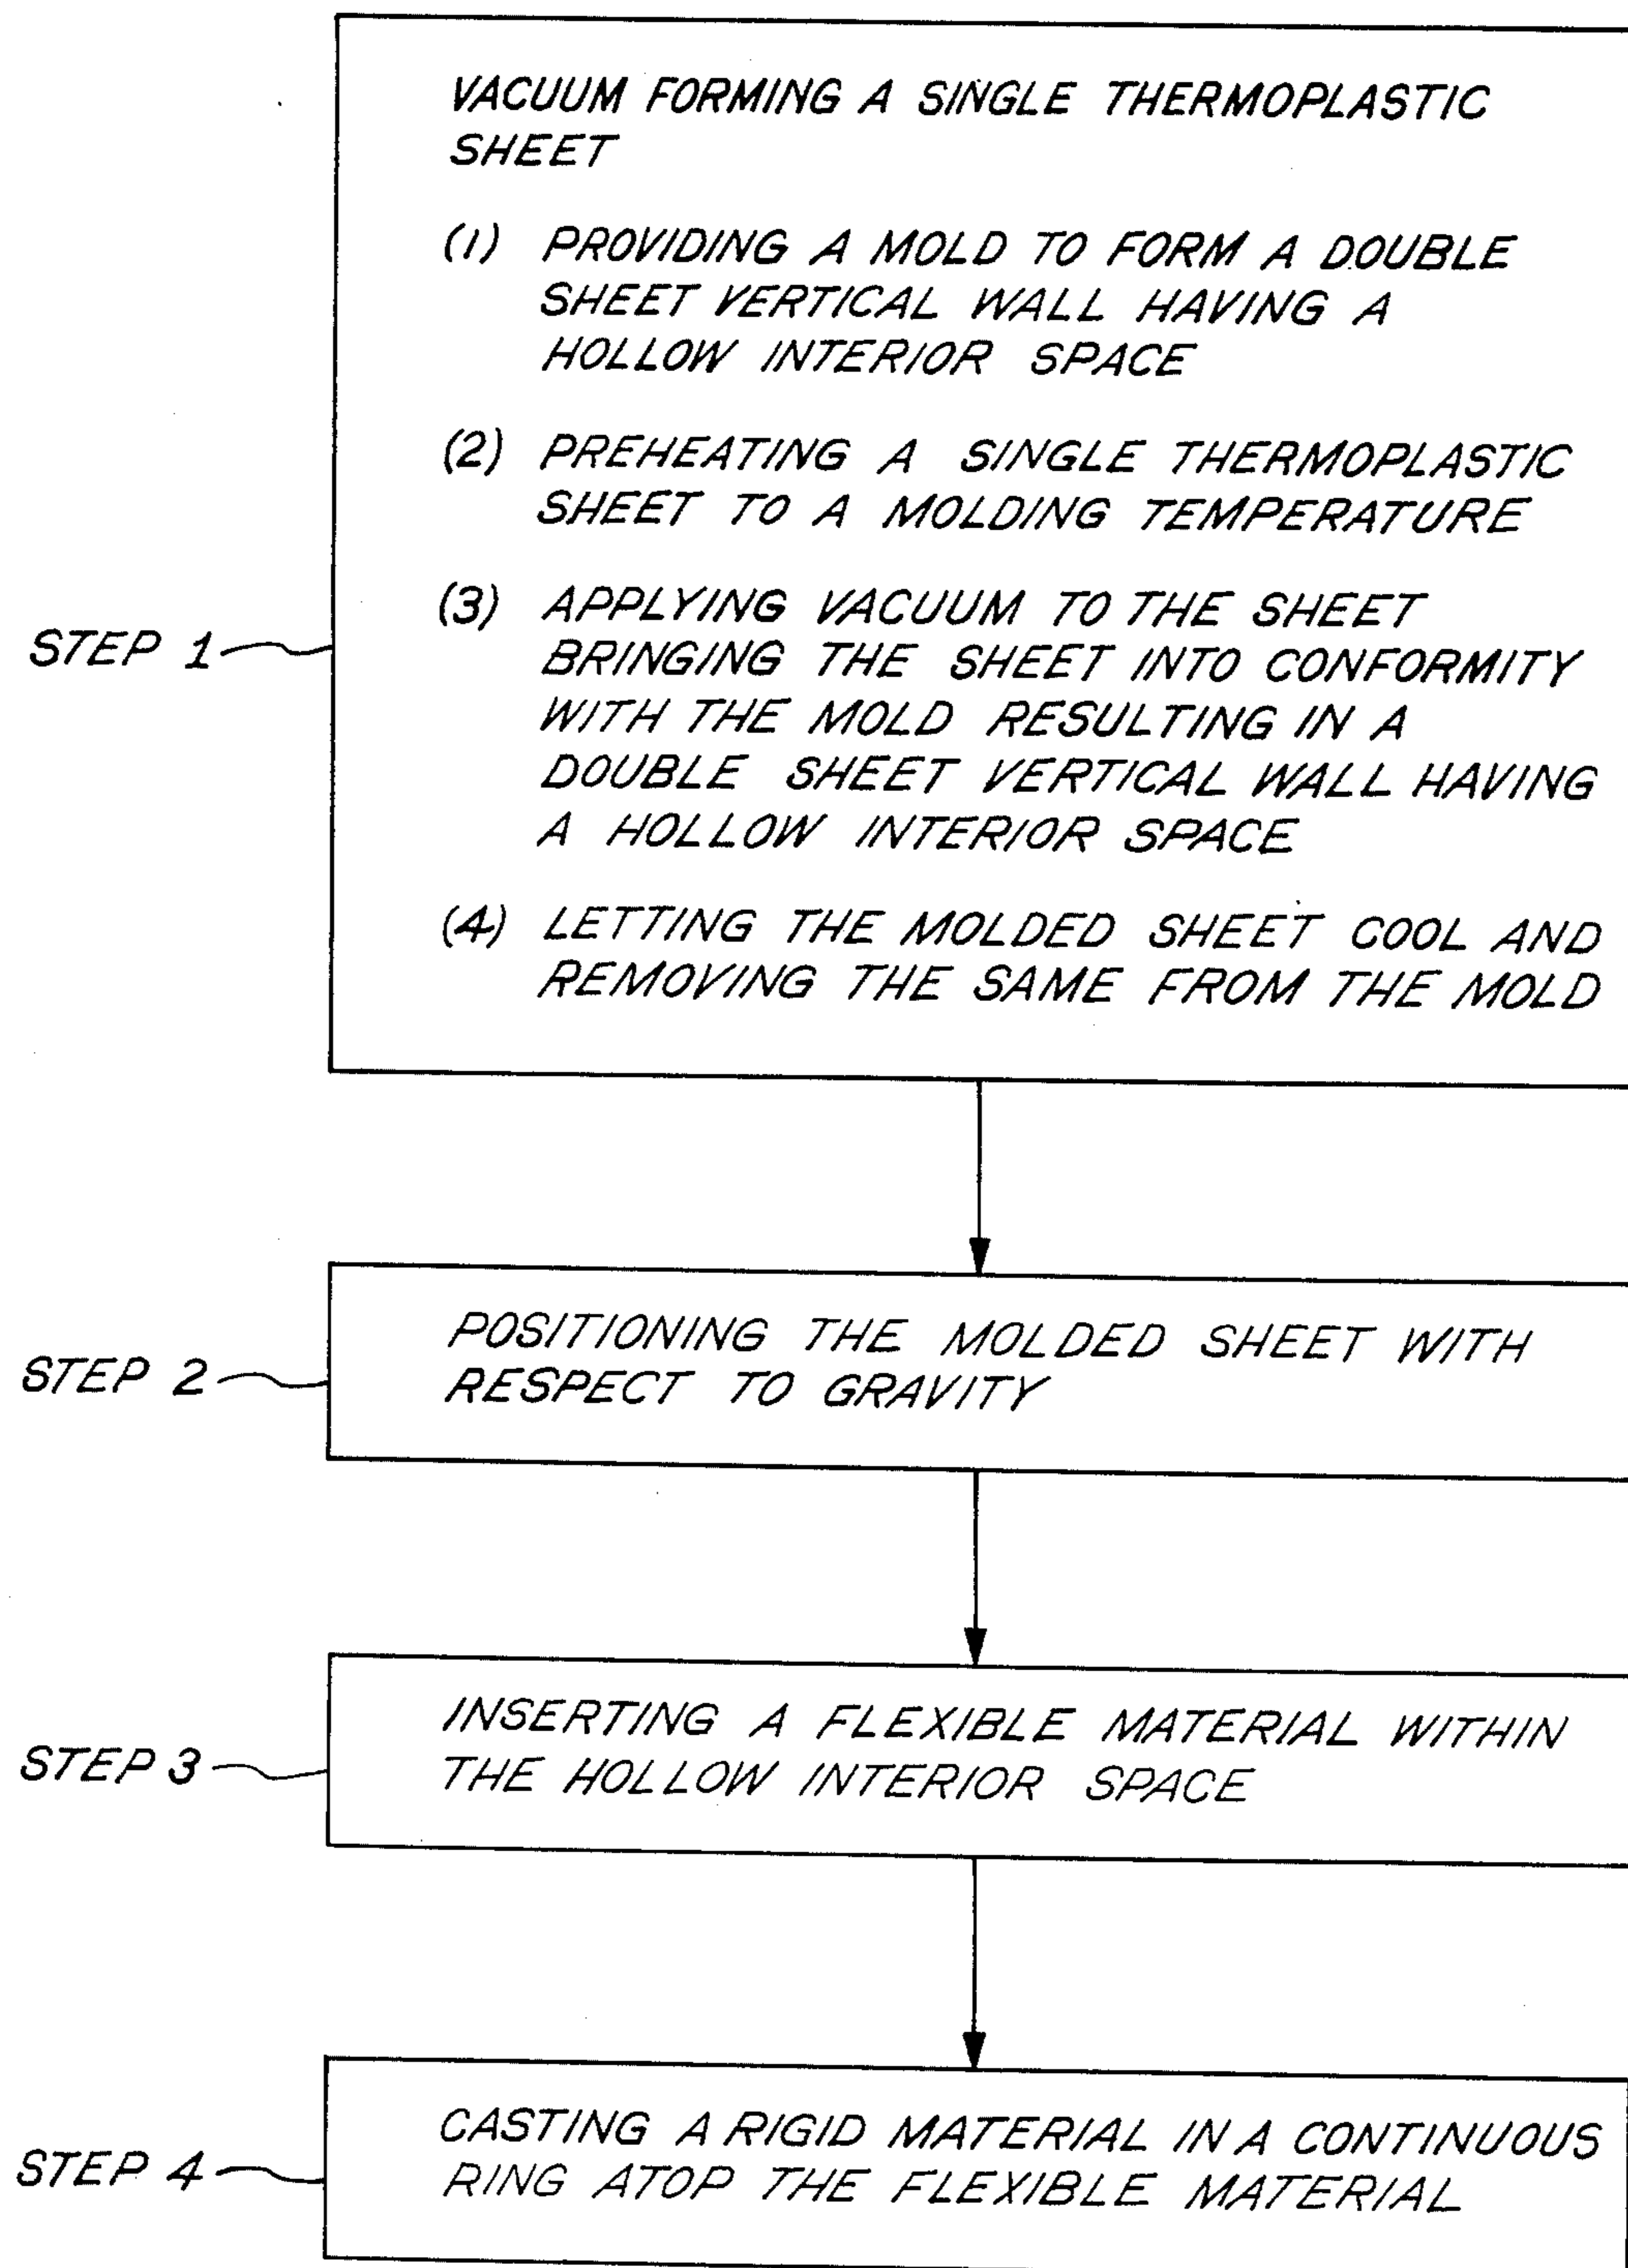 VACUUM FORMING A SINGLE THERMOPLASTIC
SHEET
(1) PROVIDING A MOLD TO FORM A DOUBLE
SHEET VERTICAL WALL HAVING A
HOLLOW INTERIOR SPACE
(2) PREHEATING A SINGLE THERMOPLASTIC
SHEET TO A MOLDING TEMPERATURE
(3) APPLYING VACUUM TO THE SHEET
BRINGING THE SHEET INTO CONFORMITY
WITH THE MOLD RESULTING IN A
DOUBLE SHEET VERTICAL WALL HAVING
A HOLLOW INTERIOR SPACE
(4) LETTING THE MOLDED SHEET COOL AND
REMOVING THE SAME FROM THE MOLD
STEP 1
POSITIONING THE MOLDED SHEET WITH
RESPECT TO GRAVITY
STEP 2
INSERTING A FLEXIBLE MATERIAL WITHIN
THE HOLLOW INTERIOR SPACE
STEP 3
CASTING A RIGID MATERIAL IN A CONTINUOUS
RING ATOP THE FLEXIBLE MATERIAL
STEP 4